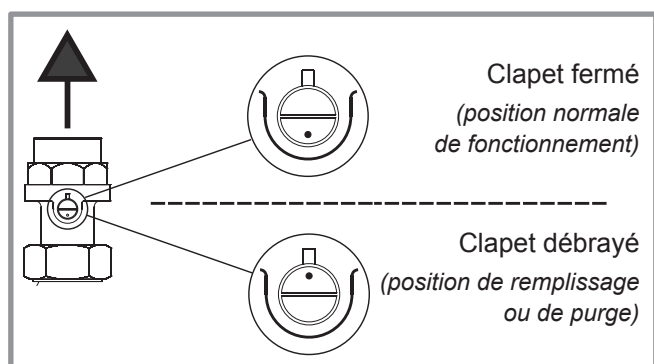 Clapet fermé
(position normale
de fonctionnement)
Clapet débrayé
(position de remplissage
ou de purge)